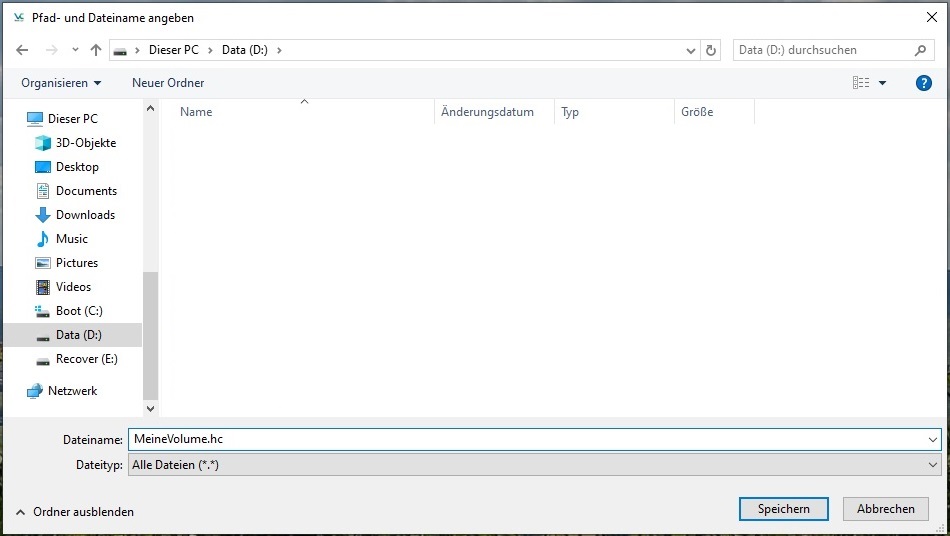 Pfad- und Dateiname angeben
Dieser PC Data (D:) Data (D:) durchsuchen
Organisieren Neuer Ordner ?
Name Änderungsdatum Typ Größe
Dieser PC
3D-Objekte
Desktop
Documents
Downloads
Music
Pictures
Videos
Boot (C:)
Data (D:)
Recover (E:)
Netzwerk
Dateiname: MeineVolume.hc
Dateityp: Alle Dateien (*.*)
Ordner ausblenden Speichern Abbrechen